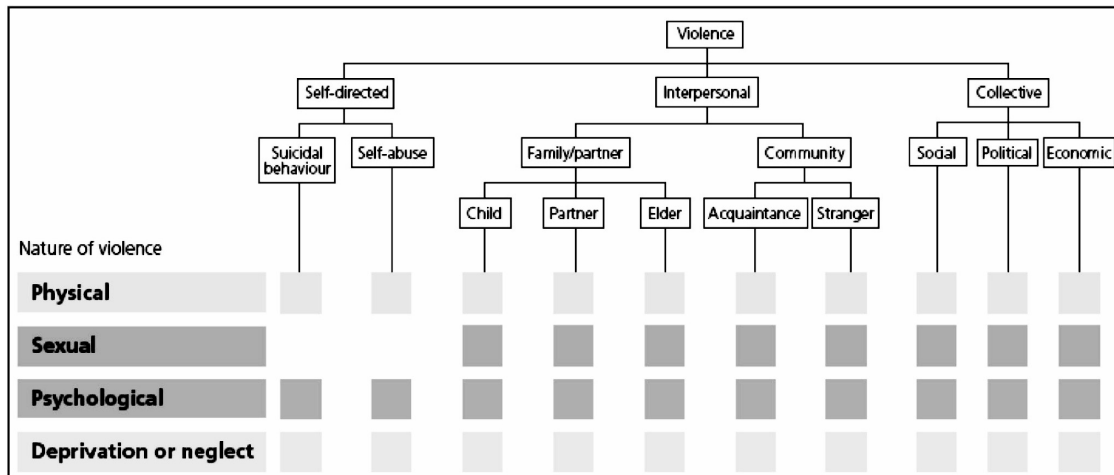 Violence
Self-directed Interpersonal Collective
Suicidal
behaviour
Self-abuse Family/partner Community Social Political Economic
Child Partner Elder Acquaintance Stranger
Nature of violence
Physical
Sexual
Psychological
Deprivation or neglect